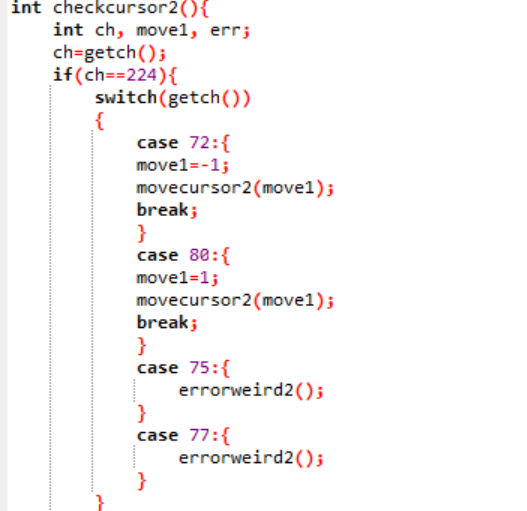 int checkcursor2(){
int ch, move1, err;
ch=getch();
if(ch==224){
switch(getch())
{
case 72:{
move1=-1;
movecursor2(move1);
break;
}
case 80:{
move1=1;
movecursor2(move1);
break;
}
case 75:{
errorweird2();
}
case 77:{
errorweird2();
}
}